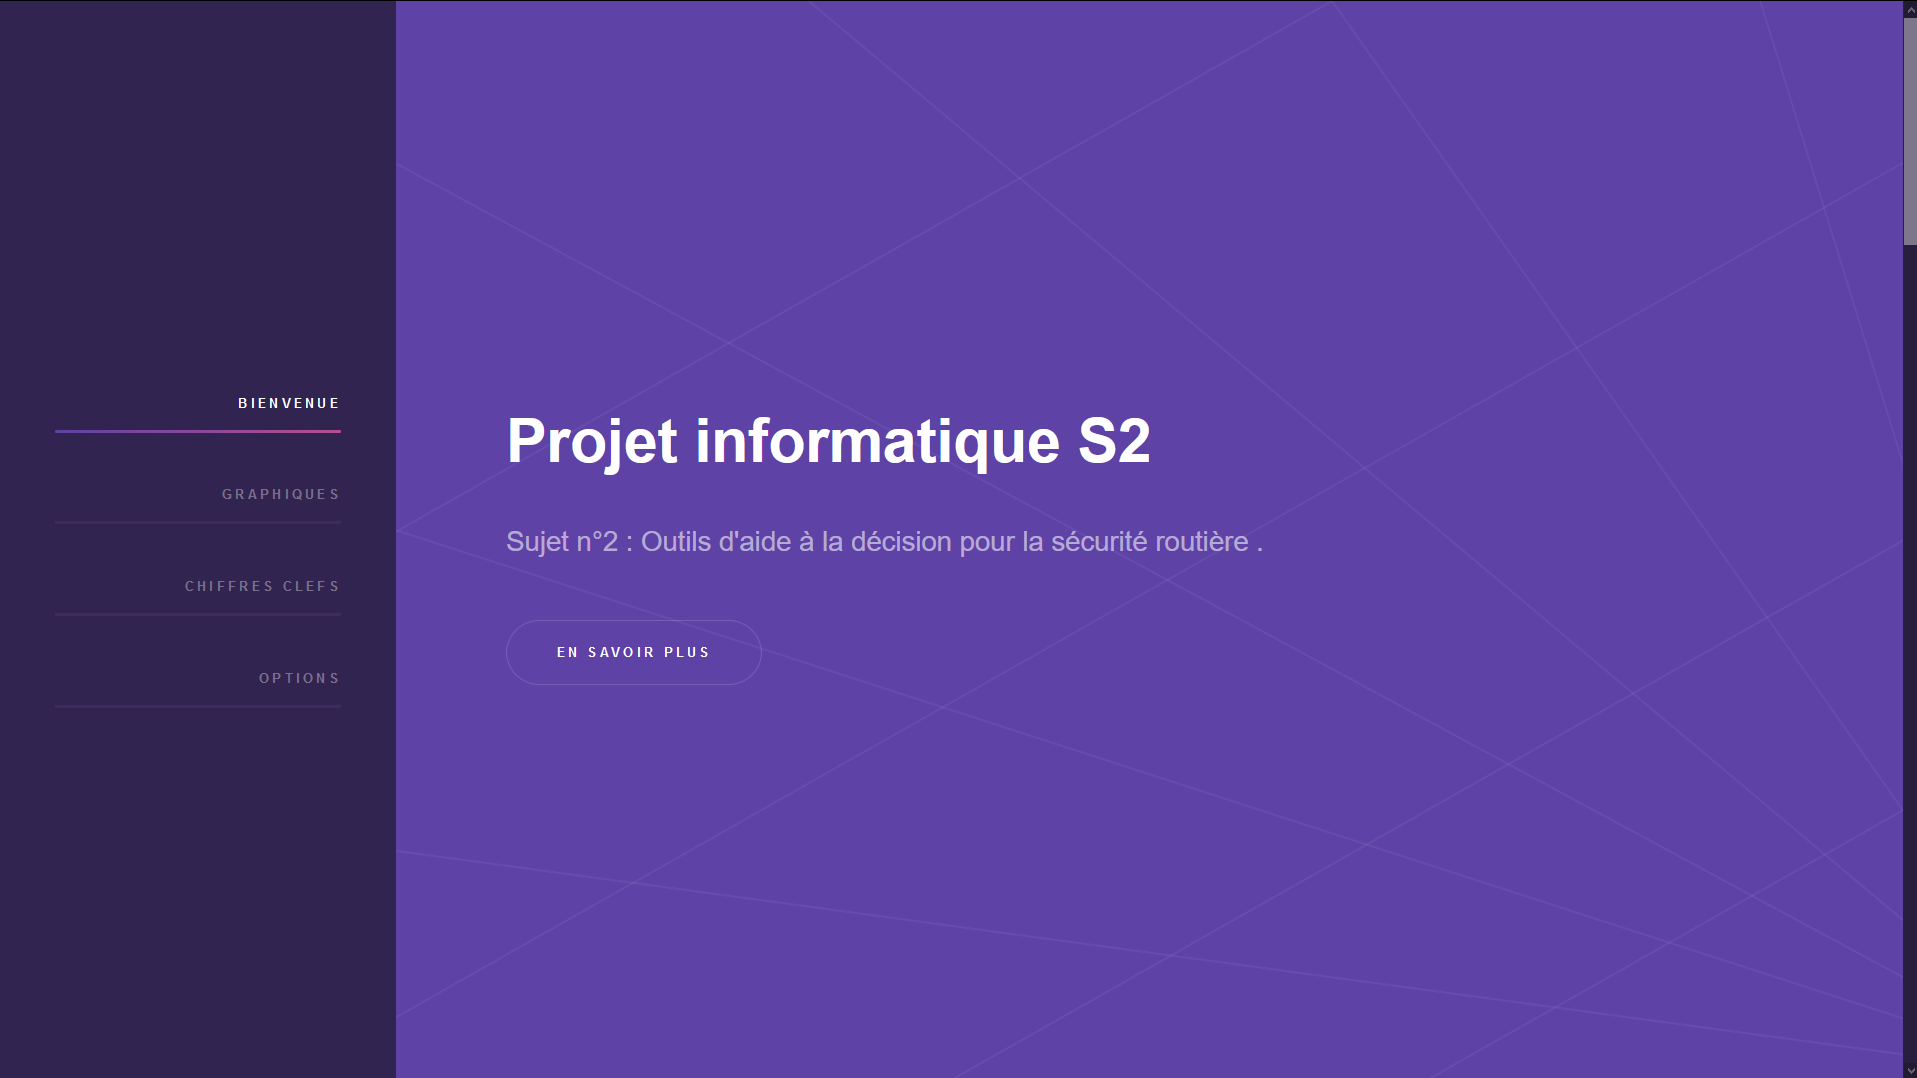 BIENVENUE
GRAPHIQUES
CHIFFRES CLEFS
OPTIONS
Projet informatique S2
Sujet n°2 : Outils d'aide à la décision pour la sécurité routière .
EN SAVOIR PLUS